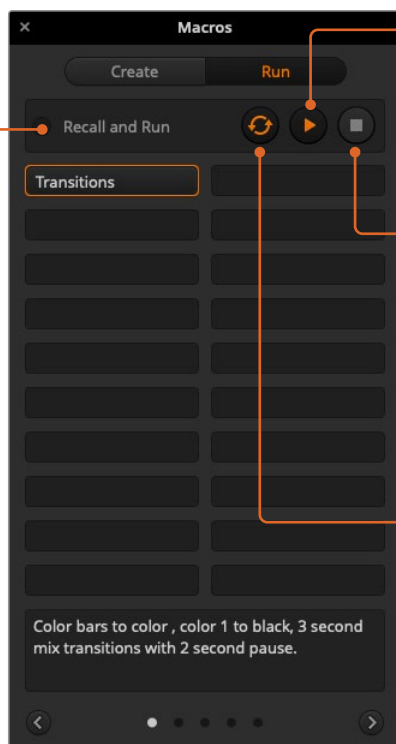 Macros
Create
Run
Recall and Run
Transitions
Color bars to color , color 1 to black, 3 second
mix transitions with 2 second pause.